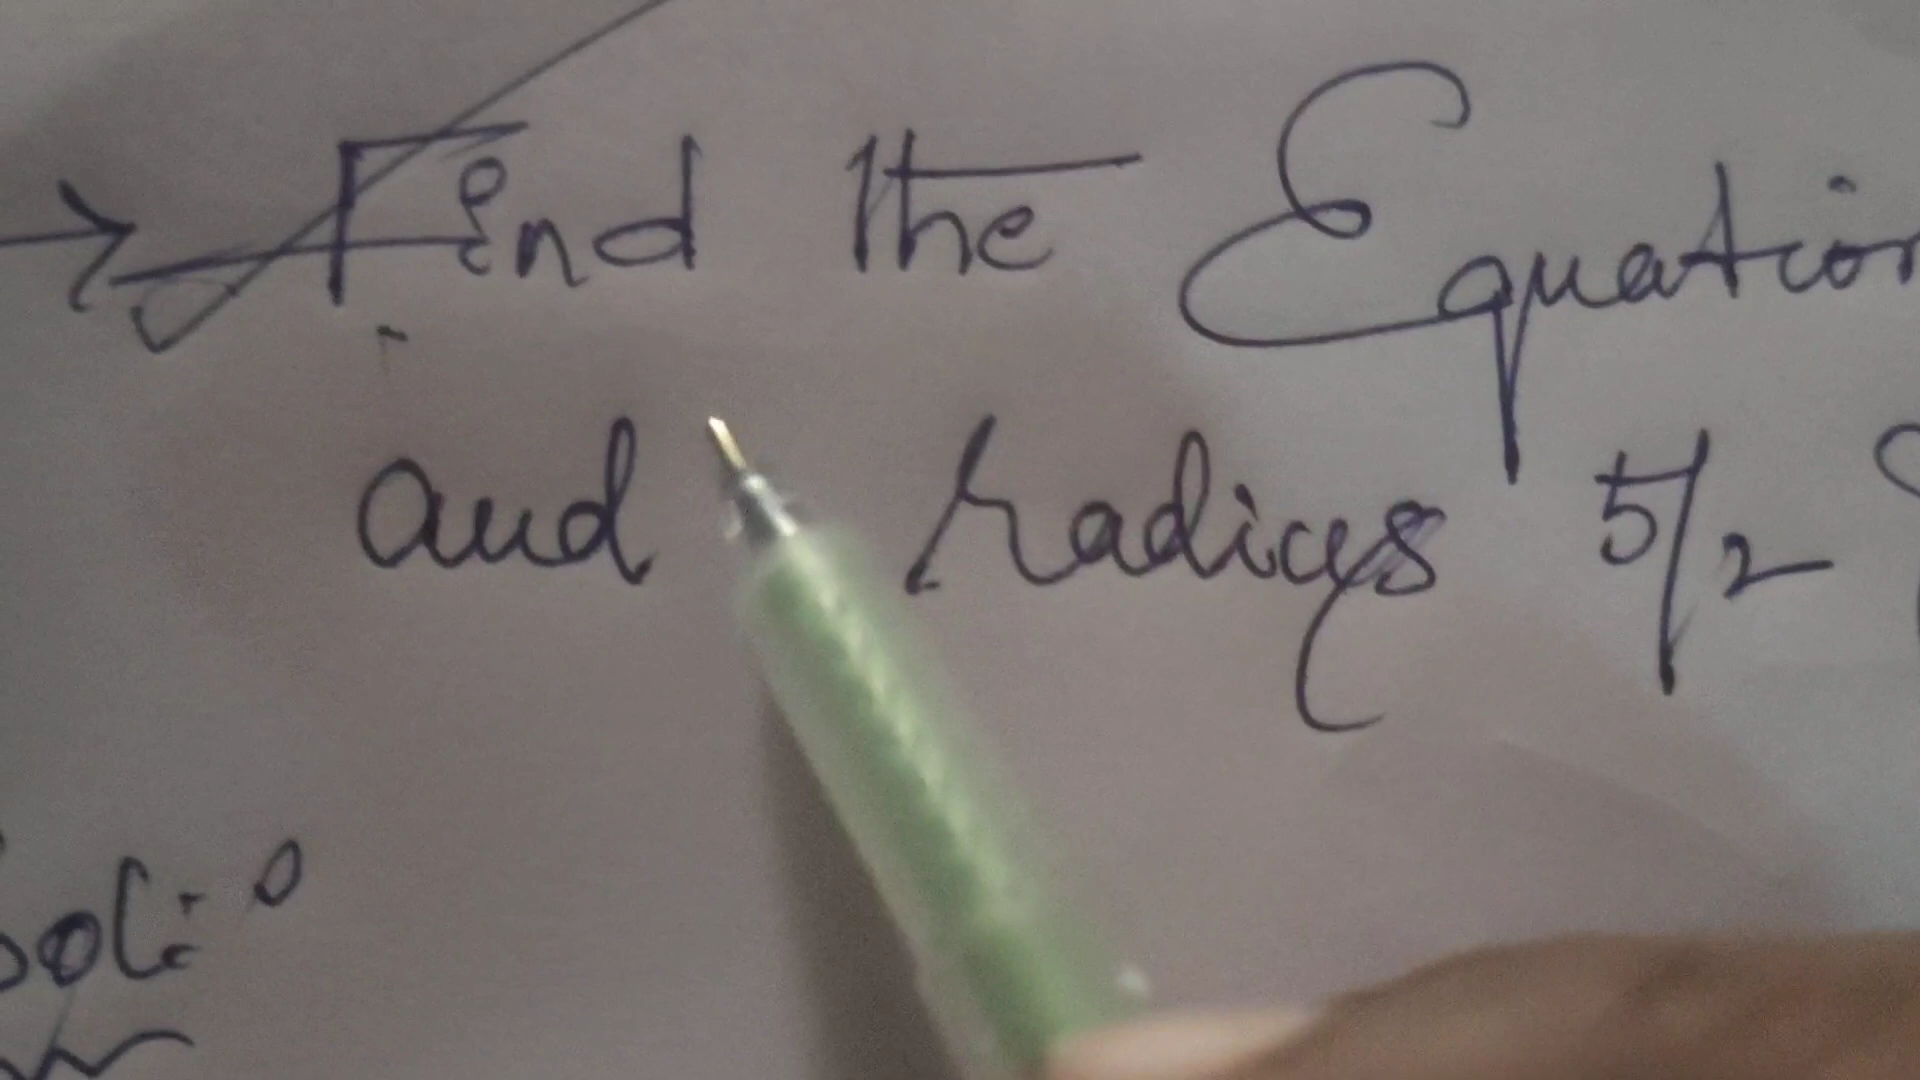 → Find the Equation
and radius 5/2
Sol:-